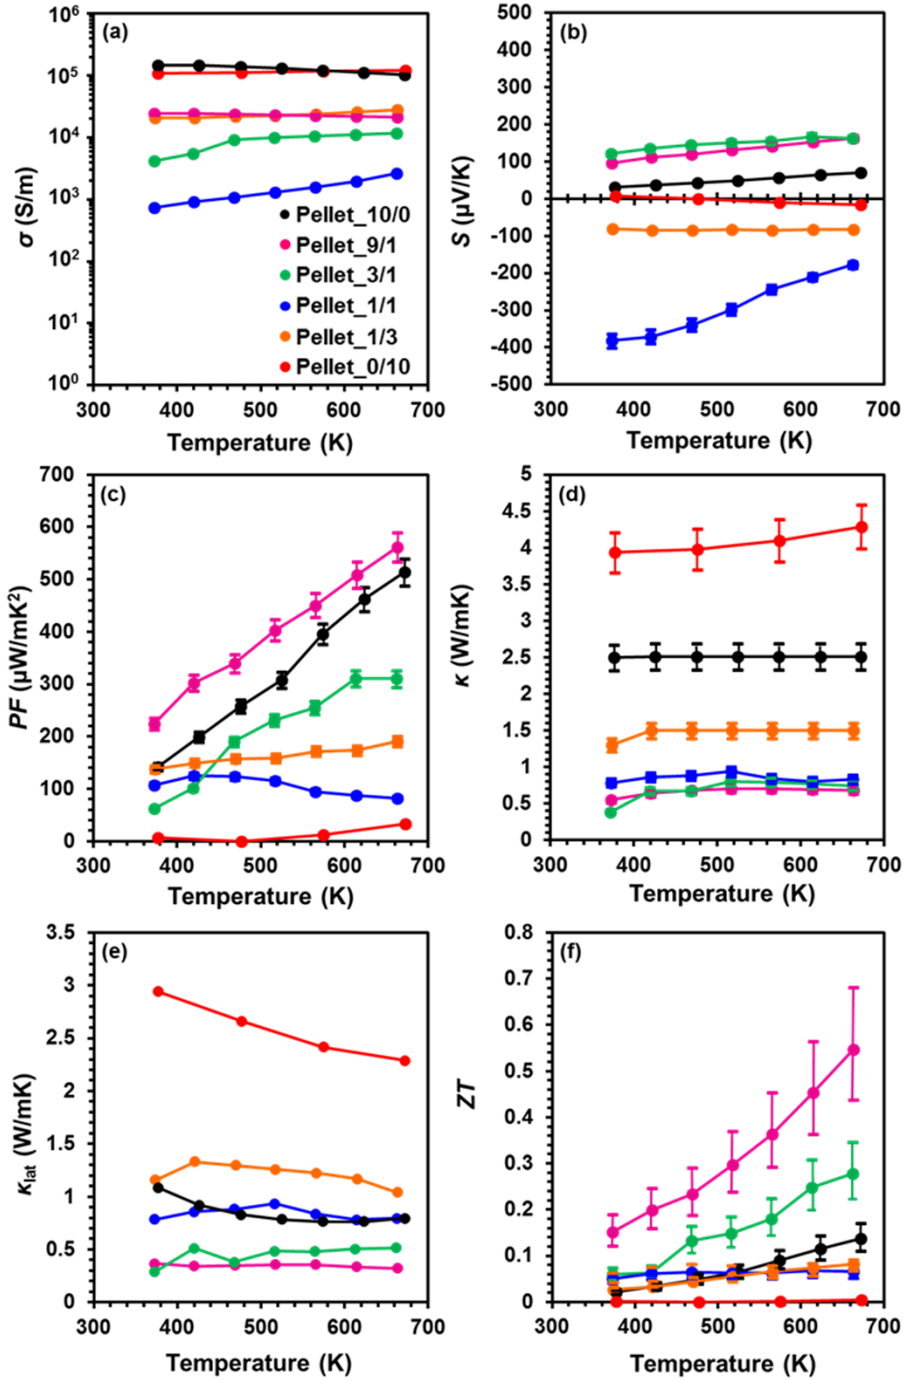 (a)
10⁶
10⁵
10⁴
10³
10²
10¹
10⁰
σ (S/m)
Pellet_10/0
Pellet_9/1
Pellet_3/1
Pellet_1/1
Pellet_1/3
Pellet_0/10
300 400 500 600 700
Temperature (K)
(b)
500
400
300
200
100
0
-100
-200
-300
-400
-500
S (µV/K)
300 400 500 600 700
Temperature (K)
(c)
700
600
500
400
300
200
100
0
PF (µW/mK²)
300 400 500 600 700
Temperature (K)
(d)
5
4.5
4
3.5
3
2.5
2
1.5
1
0.5
0
κ (W/mK)
300 400 500 600 700
Temperature (K)
(e)
3.5
3
2.5
2
1.5
1
0.5
0
κlat (W/mK)
300 400 500 600 700
Temperature (K)
(f)
0.8
0.7
0.6
0.5
0.4
0.3
0.2
0.1
0
ZT
300 400 500 600 700
Temperature (K)